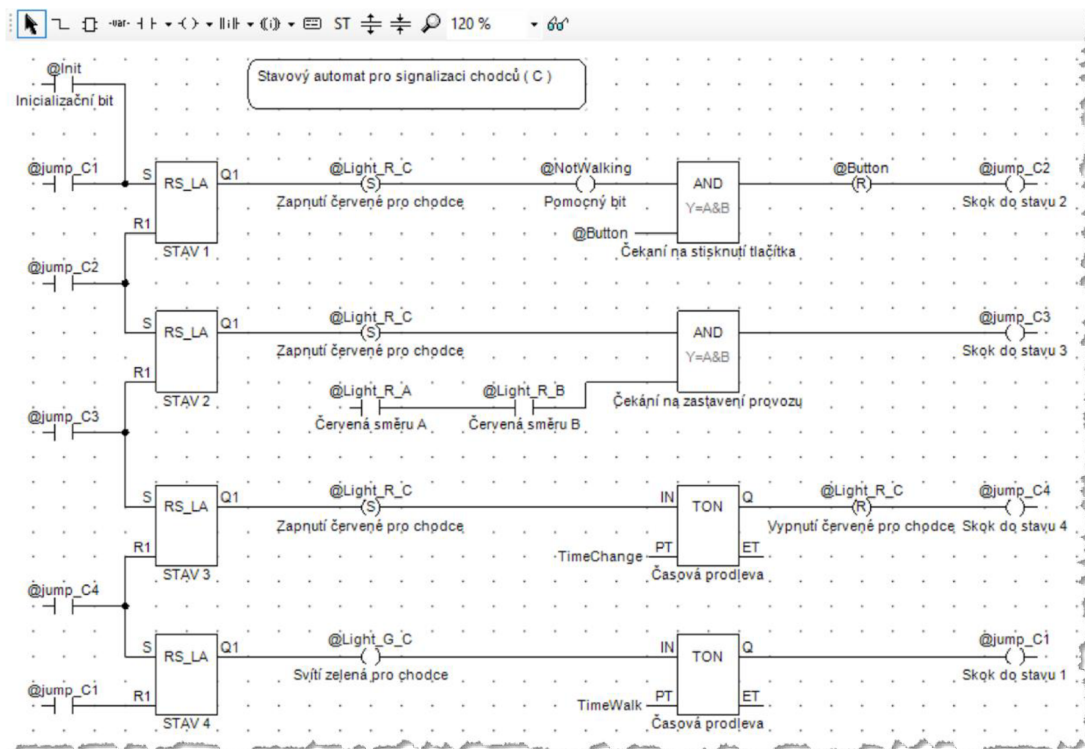 -var-
ST
120 %
@Init
Inicializační bit
Stavový automat pro signalizaci chodců ( C )
@jump_C1
S
RS_LA
Q1
R1
STAV 1
@Light_R_C
(S)
Zapnutí červené pro chodce
@NotWalking
Pomocný bit
AND
Y=A&B
@Button
Čekaní na stisknutí tlačítka
@Button
(R)
@jump_C2
Skok do stavu 2
@jump_C2
S
RS_LA
Q1
R1
STAV 2
@Light_R_C
(S)
Zapnutí červené pro chodce
@Light_R_A
Červená směru A
@Light_R_B
Červená směru B
AND
Y=A&B
Čekání na zastavení provozu
@jump_C3
Skok do stavu 3
@jump_C3
S
RS_LA
Q1
R1
STAV 3
@Light_R_C
(S)
Zapnutí červené pro chodce
IN
TON
Q
TimeChange
PT
ET
Časová prodleva
@Light_R_C
(R)
Vypnutí červené pro chodce
@jump_C4
Skok do stavu 4
@jump_C4
S
RS_LA
Q1
@jump_C1
R1
STAV 4
@Light_G_C
Svítí zelená pro chodce
IN
TON
Q
TimeWalk
PT
ET
Časová prodleva
@jump_C1
Skok do stavu 1